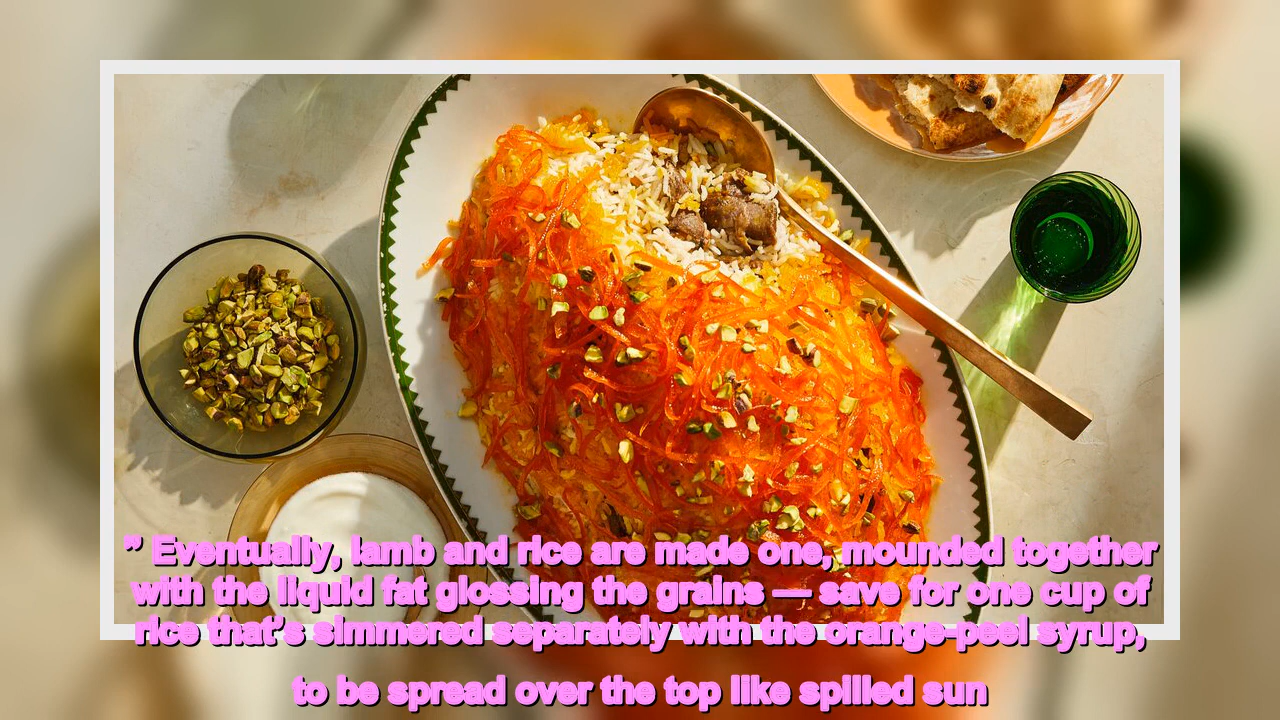 ” Eventually, lamb and rice are made one, mounded together
with the liquid fat glossing the grains — save for one cup of
rice that’s simmered separately with the orange-peel syrup,
to be spread over the top like spilled sun